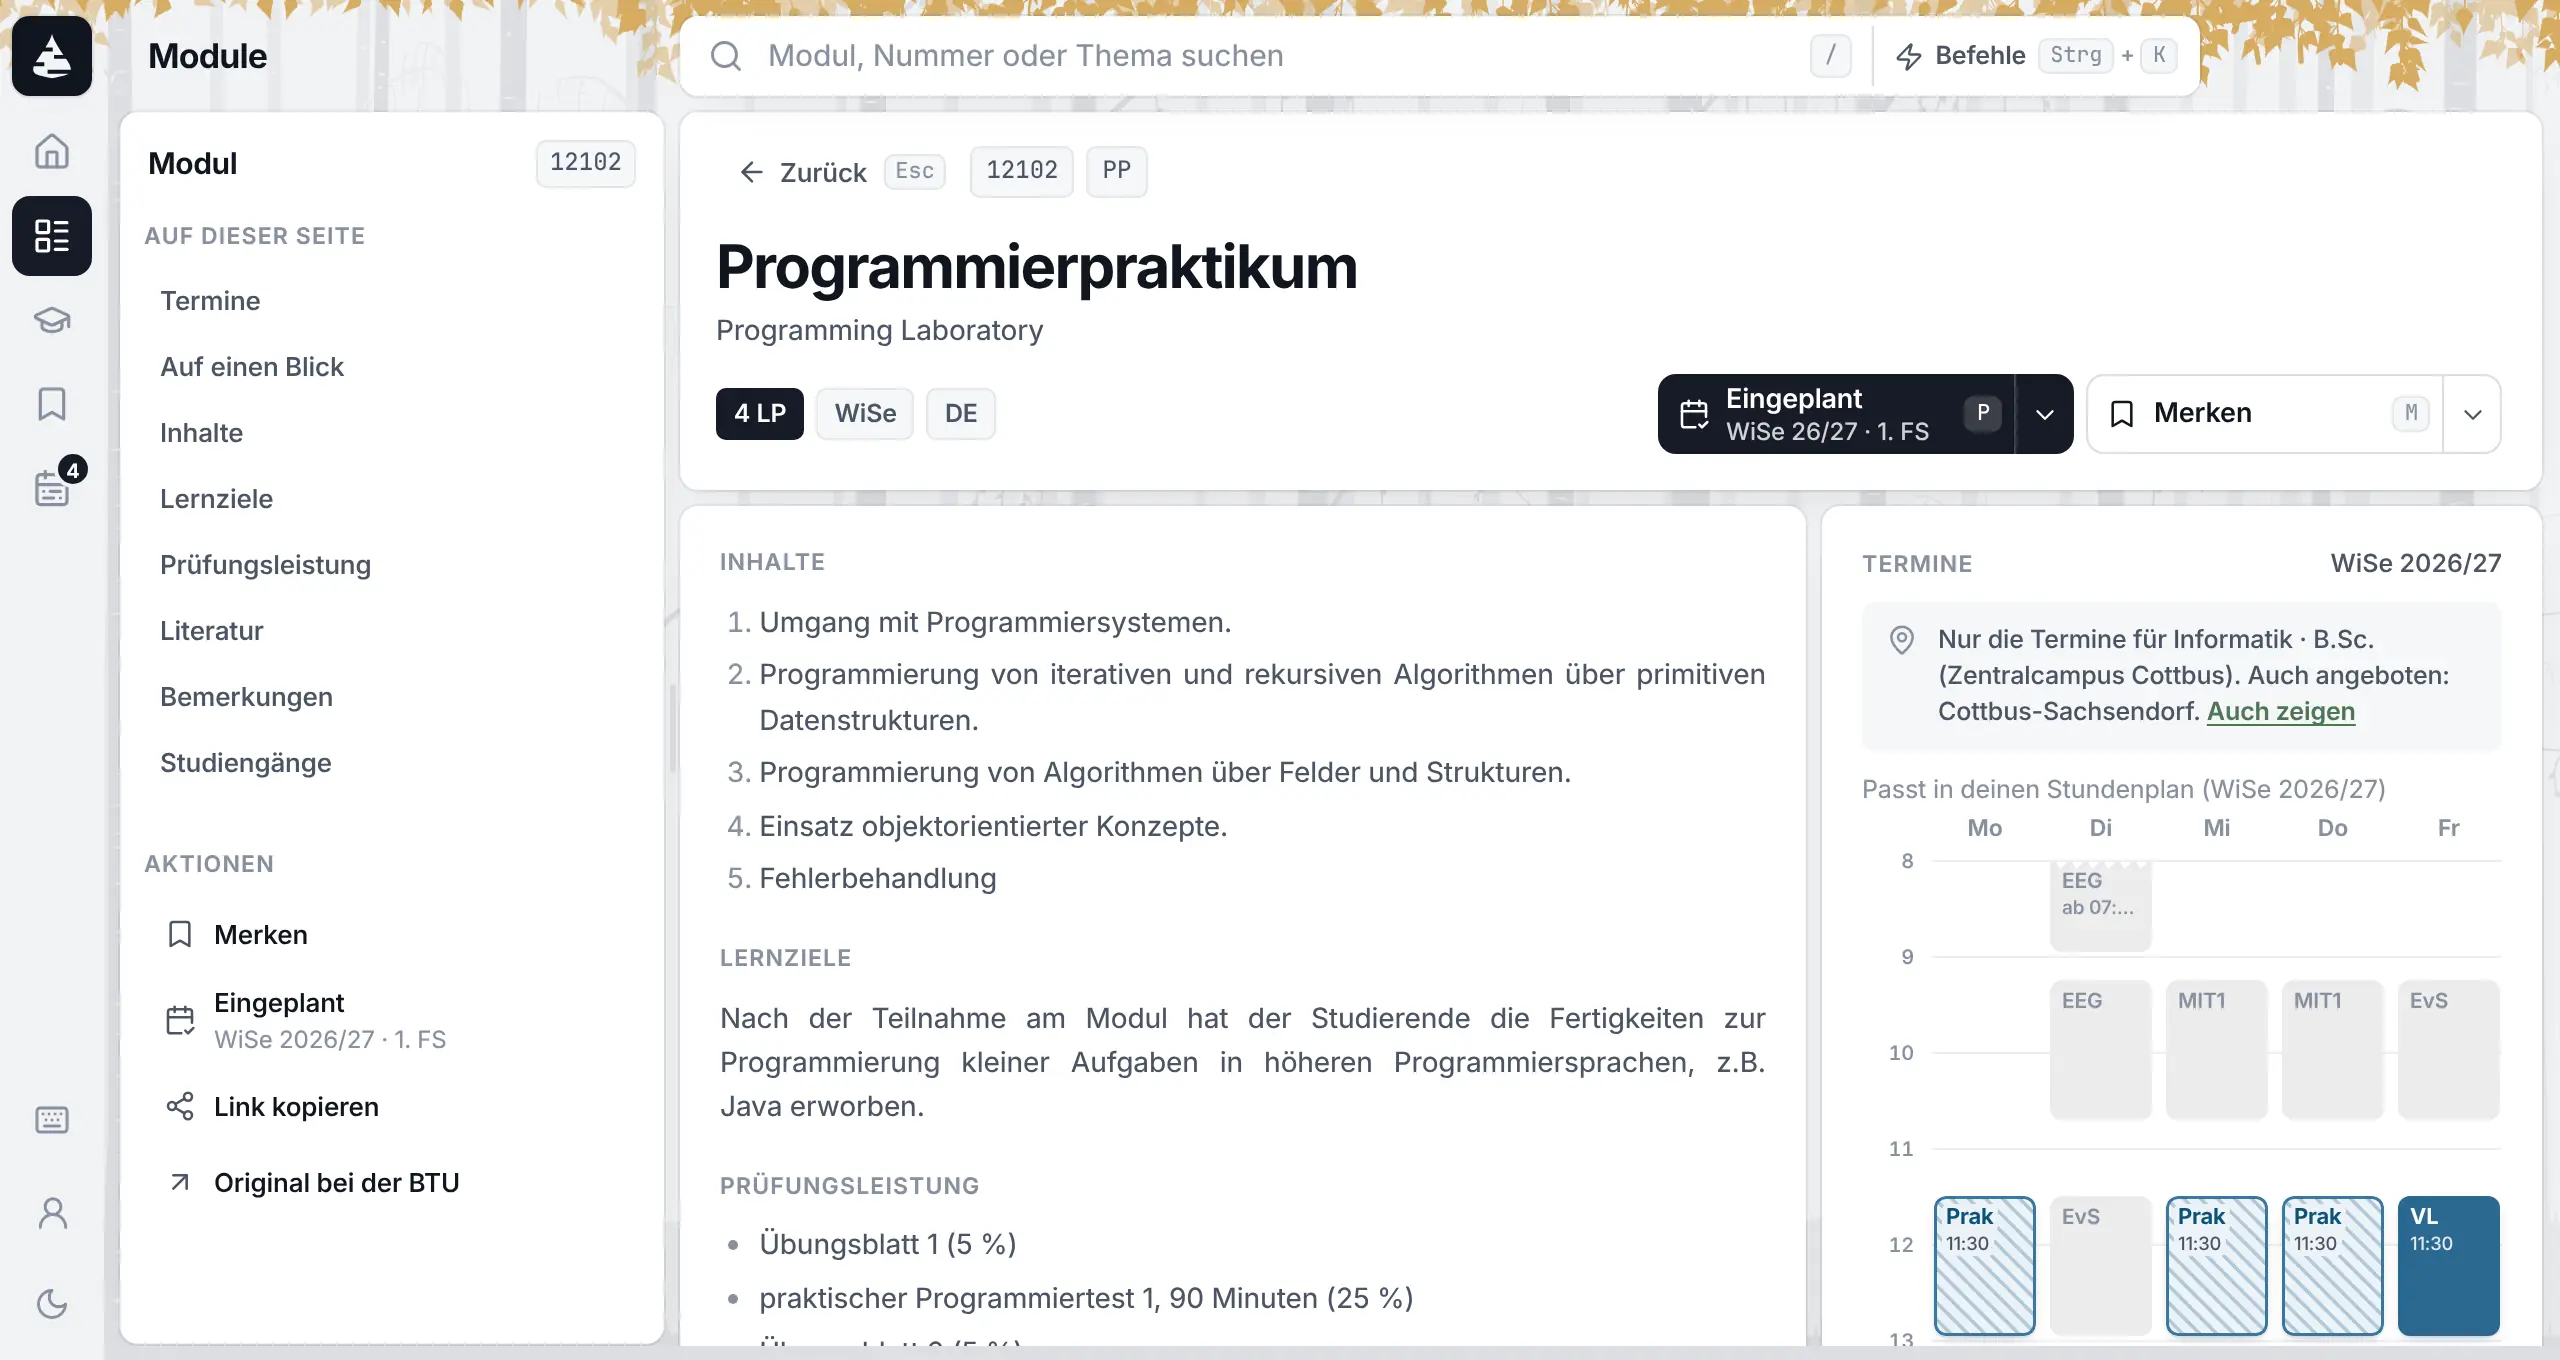 Module
Modul, Nummer oder Thema suchen
/
Befehle Strg + K
4
Modul 12102
AUF DIESER SEITE
Termine
Auf einen Blick
Inhalte
Lernziele
Prüfungsleistung
Literatur
Bemerkungen
Studiengänge
AKTIONEN
Merken
Eingeplant
WiSe 2026/27 · 1. FS
Link kopieren
Original bei der BTU
Zurück Esc 12102 PP
Programmierpraktikum
Programming Laboratory
4 LP WiSe DE
Eingeplant
WiSe 26/27 · 1. FS
P
Merken M
INHALTE
1. Umgang mit Programmiersystemen.
2. Programmierung von iterativen und rekursiven Algorithmen über primitiven
Datenstrukturen.
3. Programmierung von Algorithmen über Felder und Strukturen.
4. Einsatz objektorientierter Konzepte.
5. Fehlerbehandlung
LERNZIELE
Nach der Teilnahme am Modul hat der Studierende die Fertigkeiten zur
Programmierung kleiner Aufgaben in höheren Programmiersprachen, z.B.
Java erworben.
PRÜFUNGSLEISTUNG
• Übungsblatt 1 (5 %)
• praktischer Programmiertest 1, 90 Minuten (25 %)
TERMINE WiSe 2026/27
Nur die Termine für Informatik · B.Sc.
(Zentralcampus Cottbus). Auch angeboten:
Cottbus-Sachsendorf. Auch zeigen
Passt in deinen Stundenplan (WiSe 2026/27)
Mo Di Mi Do Fr
8
EEG
ab 07:...
9
EEG MIT1 MIT1 EvS
10
11
Prak EvS Prak Prak VL
11:30 11:30 11:30 11:30
12
13